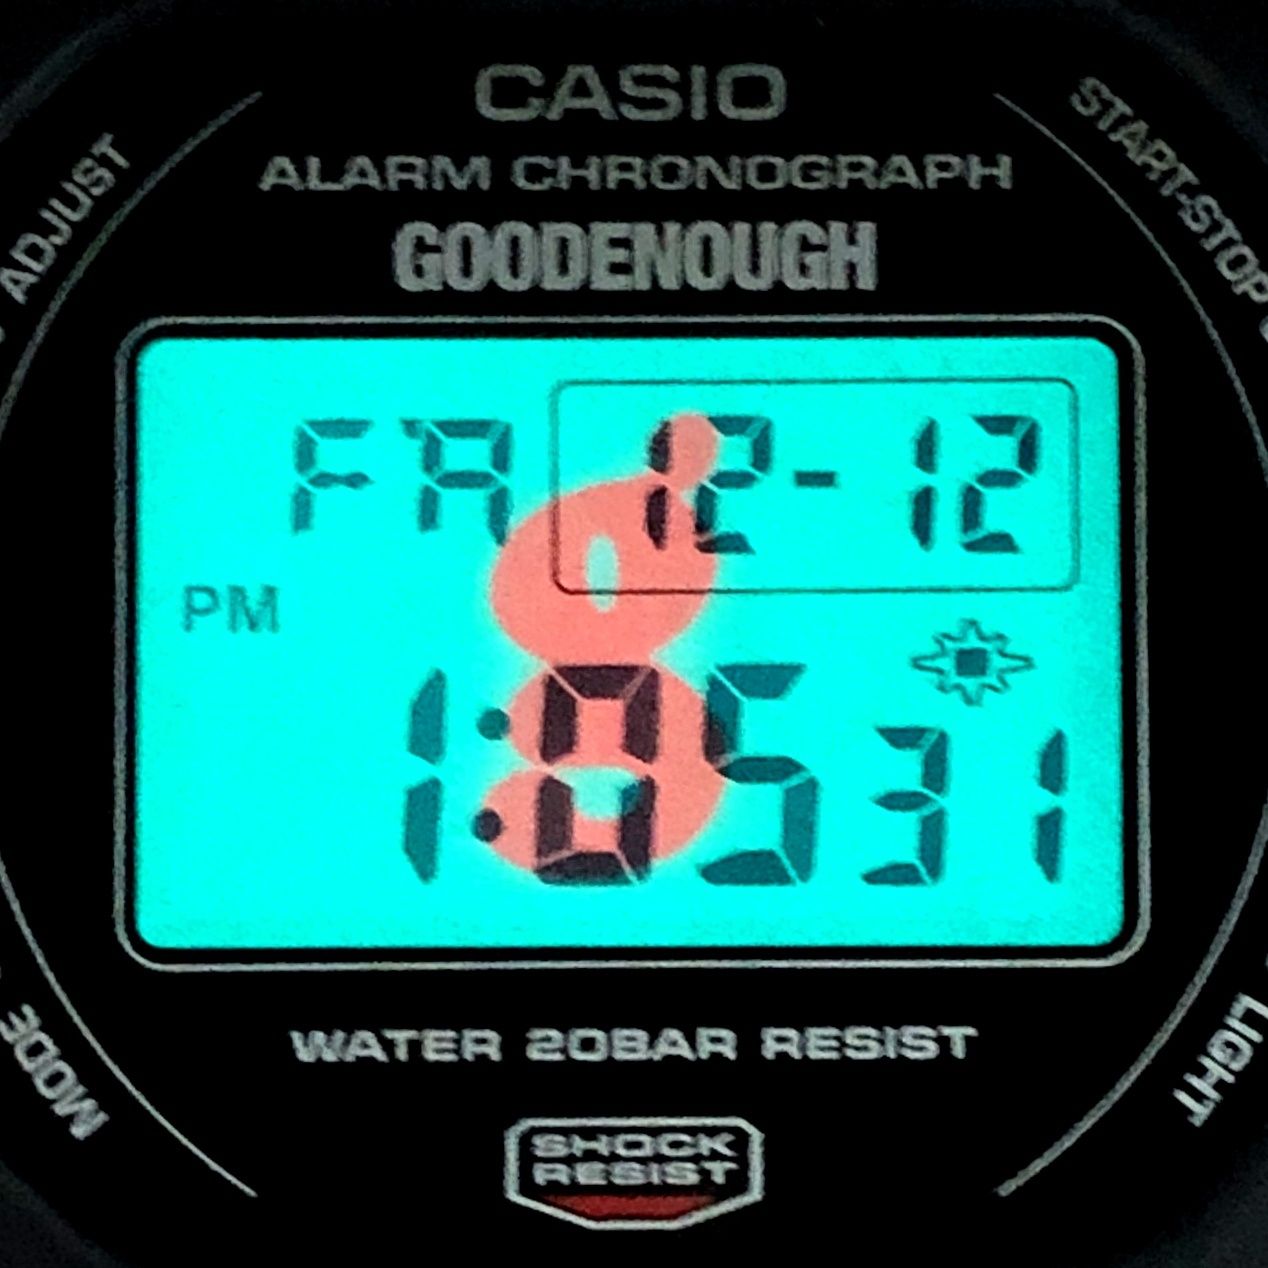 CASIO
ALARM CHRONOGRAPH
GOODENOUGH
ADJUST
START-STOP
FR 12-12
PM
1:05 31
WATER 20BAR RESIST
MODE
LIGHT
SHOCK
RESIST